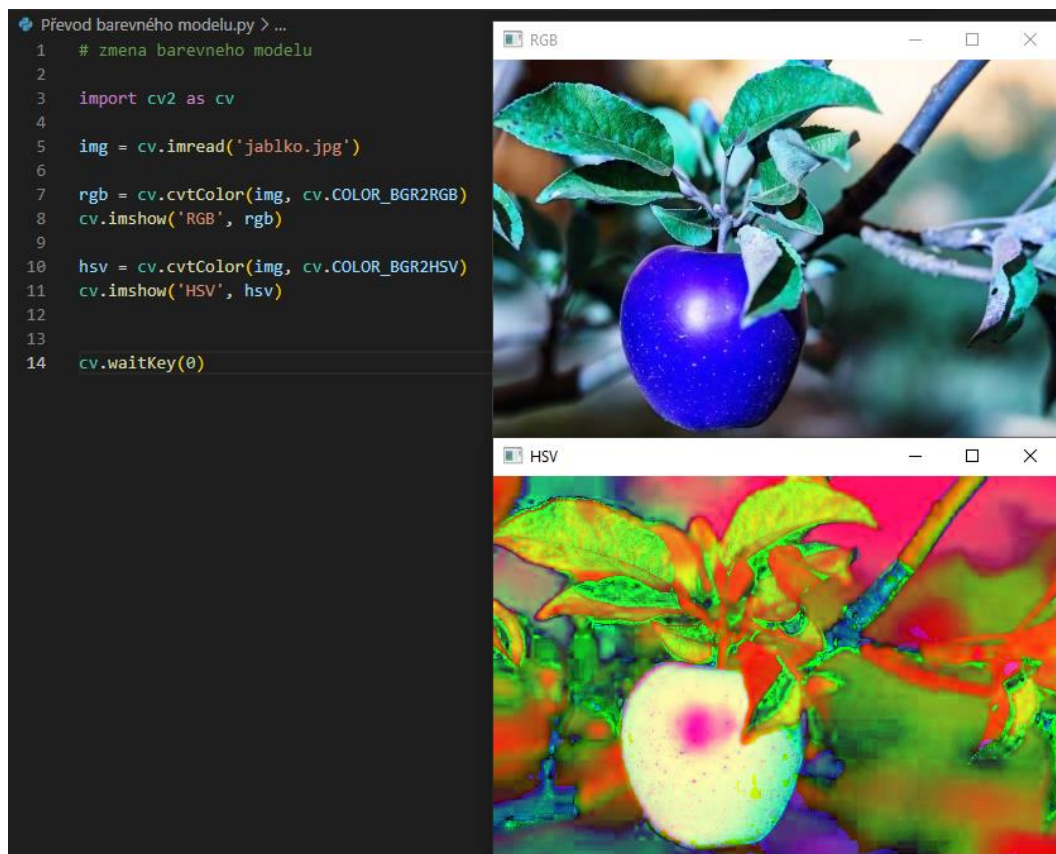 Převod barevného modelu.py > ...
1 # zmena barevneho modelu
2
3 import cv2 as cv
4
5 img = cv.imread('jablko.jpg')
6
7 rgb = cv.cvtColor(img, cv.COLOR_BGR2RGB)
8 cv.imshow('RGB', rgb)
9
10 hsv = cv.cvtColor(img, cv.COLOR_BGR2HSV)
11 cv.imshow('HSV', hsv)
12
13
14 cv.waitKey(0)
RGB
HSV